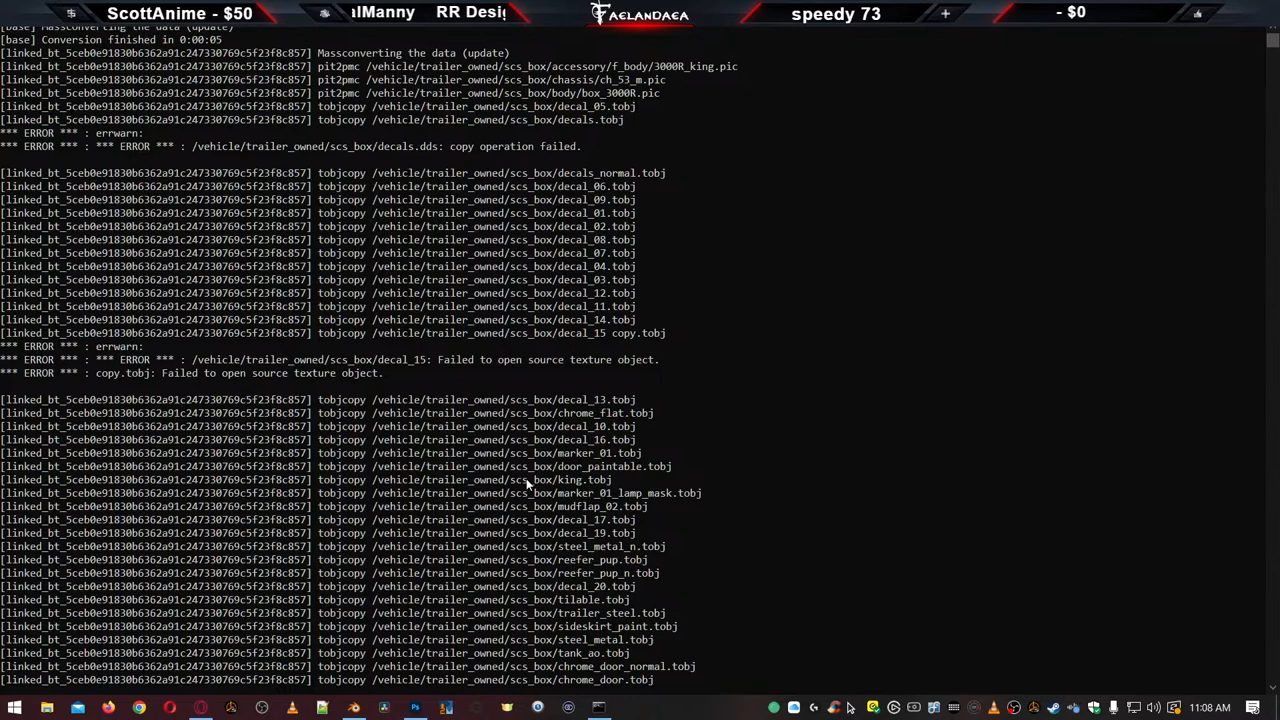 ScottAnime - $50
alManny RR Desig
FAELANDAEA
speedy 73
- $0
[base] Massconverting the data (update)
[base] Conversion finished in 0:00:05
[linked_bt_5ceb0e91830b6362a91c247330769c5f23f8c857] Massconverting the data (update)
[linked_bt_5ceb0e91830b6362a91c247330769c5f23f8c857] pit2pmc /vehicle/trailer_owned/scs_box/accessory/f_body/3000R_king.pic
[linked_bt_5ceb0e91830b6362a91c247330769c5f23f8c857] pit2pmc /vehicle/trailer_owned/scs_box/chassis/ch_53_m.pic
[linked_bt_5ceb0e91830b6362a91c247330769c5f23f8c857] pit2pmc /vehicle/trailer_owned/scs_box/body/box_3000R.pic
[linked_bt_5ceb0e91830b6362a91c247330769c5f23f8c857] tobjcopy /vehicle/trailer_owned/scs_box/decal_05.tobj
[linked_bt_5ceb0e91830b6362a91c247330769c5f23f8c857] tobjcopy /vehicle/trailer_owned/scs_box/decals.tobj
*** ERROR *** : errwarn:
*** ERROR *** : *** ERROR *** : /vehicle/trailer_owned/scs_box/decals.dds: copy operation failed.
[linked_bt_5ceb0e91830b6362a91c247330769c5f23f8c857] tobjcopy /vehicle/trailer_owned/scs_box/decals_normal.tobj
[linked_bt_5ceb0e91830b6362a91c247330769c5f23f8c857] tobjcopy /vehicle/trailer_owned/scs_box/decal_06.tobj
[linked_bt_5ceb0e91830b6362a91c247330769c5f23f8c857] tobjcopy /vehicle/trailer_owned/scs_box/decal_09.tobj
[linked_bt_5ceb0e91830b6362a91c247330769c5f23f8c857] tobjcopy /vehicle/trailer_owned/scs_box/decal_01.tobj
[linked_bt_5ceb0e91830b6362a91c247330769c5f23f8c857] tobjcopy /vehicle/trailer_owned/scs_box/decal_02.tobj
[linked_bt_5ceb0e91830b6362a91c247330769c5f23f8c857] tobjcopy /vehicle/trailer_owned/scs_box/decal_08.tobj
[linked_bt_5ceb0e91830b6362a91c247330769c5f23f8c857] tobjcopy /vehicle/trailer_owned/scs_box/decal_07.tobj
[linked_bt_5ceb0e91830b6362a91c247330769c5f23f8c857] tobjcopy /vehicle/trailer_owned/scs_box/decal_04.tobj
[linked_bt_5ceb0e91830b6362a91c247330769c5f23f8c857] tobjcopy /vehicle/trailer_owned/scs_box/decal_03.tobj
[linked_bt_5ceb0e91830b6362a91c247330769c5f23f8c857] tobjcopy /vehicle/trailer_owned/scs_box/decal_12.tobj
[linked_bt_5ceb0e91830b6362a91c247330769c5f23f8c857] tobjcopy /vehicle/trailer_owned/scs_box/decal_11.tobj
[linked_bt_5ceb0e91830b6362a91c247330769c5f23f8c857] tobjcopy /vehicle/trailer_owned/scs_box/decal_14.tobj
[linked_bt_5ceb0e91830b6362a91c247330769c5f23f8c857] tobjcopy /vehicle/trailer_owned/scs_box/decal_15 copy.tobj
*** ERROR *** : errwarn:
*** ERROR *** : *** ERROR *** : /vehicle/trailer_owned/scs_box/decal_15: Failed to open source texture object.
*** ERROR *** : copy.tobj: Failed to open source texture object.
[linked_bt_5ceb0e91830b6362a91c247330769c5f23f8c857] tobjcopy /vehicle/trailer_owned/scs_box/decal_13.tobj
[linked_bt_5ceb0e91830b6362a91c247330769c5f23f8c857] tobjcopy /vehicle/trailer_owned/scs_box/chrome_flat.tobj
[linked_bt_5ceb0e91830b6362a91c247330769c5f23f8c857] tobjcopy /vehicle/trailer_owned/scs_box/decal_10.tobj
[linked_bt_5ceb0e91830b6362a91c247330769c5f23f8c857] tobjcopy /vehicle/trailer_owned/scs_box/decal_16.tobj
[linked_bt_5ceb0e91830b6362a91c247330769c5f23f8c857] tobjcopy /vehicle/trailer_owned/scs_box/marker_01.tobj
[linked_bt_5ceb0e91830b6362a91c247330769c5f23f8c857] tobjcopy /vehicle/trailer_owned/scs_box/door_paintable.tobj
[linked_bt_5ceb0e91830b6362a91c247330769c5f23f8c857] tobjcopy /vehicle/trailer_owned/scs_box/king.tobj
[linked_bt_5ceb0e91830b6362a91c247330769c5f23f8c857] tobjcopy /vehicle/trailer_owned/scs_box/marker_01_lamp_mask.tobj
[linked_bt_5ceb0e91830b6362a91c247330769c5f23f8c857] tobjcopy /vehicle/trailer_owned/scs_box/mudflap_02.tobj
[linked_bt_5ceb0e91830b6362a91c247330769c5f23f8c857] tobjcopy /vehicle/trailer_owned/scs_box/decal_17.tobj
[linked_bt_5ceb0e91830b6362a91c247330769c5f23f8c857] tobjcopy /vehicle/trailer_owned/scs_box/decal_19.tobj
[linked_bt_5ceb0e91830b6362a91c247330769c5f23f8c857] tobjcopy /vehicle/trailer_owned/scs_box/steel_metal_n.tobj
[linked_bt_5ceb0e91830b6362a91c247330769c5f23f8c857] tobjcopy /vehicle/trailer_owned/scs_box/reefer_pup.tobj
[linked_bt_5ceb0e91830b6362a91c247330769c5f23f8c857] tobjcopy /vehicle/trailer_owned/scs_box/reefer_pup_n.tobj
[linked_bt_5ceb0e91830b6362a91c247330769c5f23f8c857] tobjcopy /vehicle/trailer_owned/scs_box/decal_20.tobj
[linked_bt_5ceb0e91830b6362a91c247330769c5f23f8c857] tobjcopy /vehicle/trailer_owned/scs_box/tilable.tobj
[linked_bt_5ceb0e91830b6362a91c247330769c5f23f8c857] tobjcopy /vehicle/trailer_owned/scs_box/trailer_steel.tobj
[linked_bt_5ceb0e91830b6362a91c247330769c5f23f8c857] tobjcopy /vehicle/trailer_owned/scs_box/sideskirt_paint.tobj
[linked_bt_5ceb0e91830b6362a91c247330769c5f23f8c857] tobjcopy /vehicle/trailer_owned/scs_box/steel_metal.tobj
[linked_bt_5ceb0e91830b6362a91c247330769c5f23f8c857] tobjcopy /vehicle/trailer_owned/scs_box/tank_ao.tobj
[linked_bt_5ceb0e91830b6362a91c247330769c5f23f8c857] tobjcopy /vehicle/trailer_owned/scs_box/chrome_door_normal.tobj
[linked_bt_5ceb0e91830b6362a91c247330769c5f23f8c857] tobjcopy /vehicle/trailer_owned/scs_box/chrome_door.tobj
11:08 AM